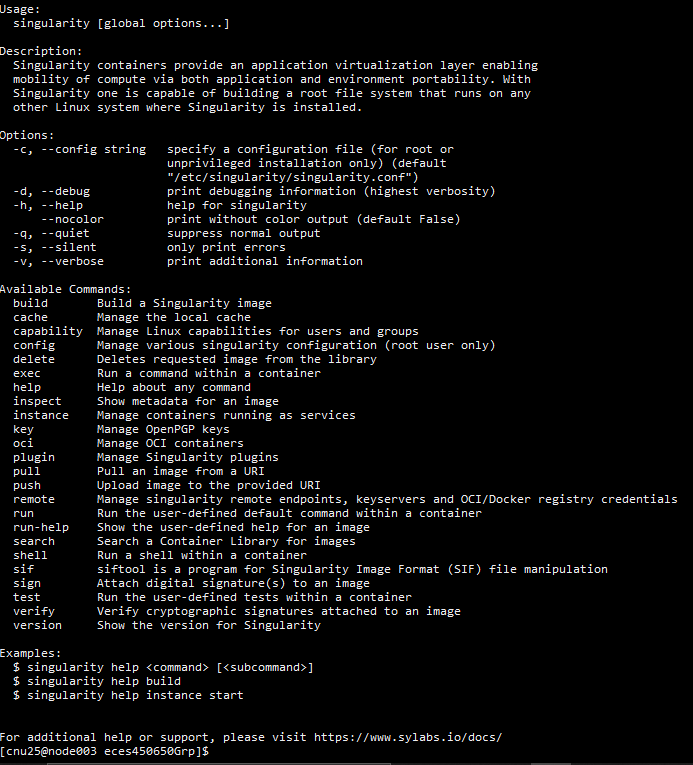 Usage:
  singularity [global options...]

Description:
  Singularity containers provide an application virtualization layer enabling
  mobility of compute via both application and environment portability. With
  Singularity one is capable of building a root file system that runs on any
  other Linux system where Singularity is installed.

Options:
  -c, --config string   specify a configuration file (for root or
                        unprivileged installation only) (default
                        "/etc/singularity/singularity.conf")
  -d, --debug           print debugging information (highest verbosity)
  -h, --help            help for singularity
      --nocolor         print without color output (default False)
  -q, --quiet           suppress normal output
  -s, --silent          only print errors
  -v, --verbose         print additional information

Available Commands:
  build       Build a Singularity image
  cache       Manage the local cache
  capability  Manage Linux capabilities for users and groups
  config      Manage various singularity configuration (root user only)
  delete      Deletes requested image from the library
  exec        Run a command within a container
  help        Help about any command
  inspect     Show metadata for an image
  instance    Manage containers running as services
  key         Manage OpenPGP keys
  oci         Manage OCI containers
  plugin      Manage Singularity plugins
  pull        Pull an image from a URI
  push        Upload image to the provided URI
  remote      Manage singularity remote endpoints, keyservers and OCI/Docker registry credentials
  run         Run the user-defined default command within a container
  run-help    Show the user-defined help for an image
  search      Search a Container Library for images
  shell       Run a shell within a container
  sif         siftool is a program for Singularity Image Format (SIF) file manipulation
  sign        Attach digital signature(s) to an image
  test        Run the user-defined tests within a container
  verify      Verify cryptographic signatures attached to an image
  version     Show the version for Singularity

Examples:
  $ singularity help <command> [<subcommand>]
  $ singularity help build
  $ singularity help instance start


For additional help or support, please visit https://www.sylabs.io/docs/
[cnu25@node003 eces450650Grp]$